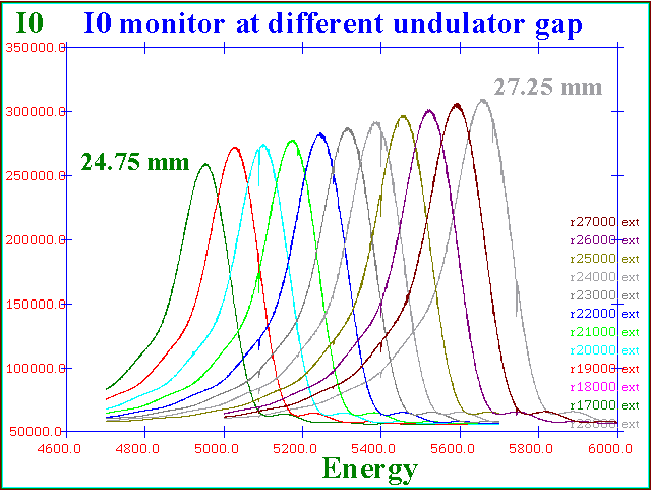 I0 I0 monitor at different undulator gap
350000.0
27.25 mm
300000.0
24.75 mm
250000.0
r27000 ext
r26000 ext
200000.0
r25000 ext
r24000 ext
r23000 ext
150000.0
r22000 ext
r21000 ext
r20000 ext
100000.0
r19000 ext
r18000 ext
r17000 ext
r28000 ext
50000.0
4600.0 4800.0 5000.0 5200.0 5400.0 5600.0 5800.0 6000.0
Energy